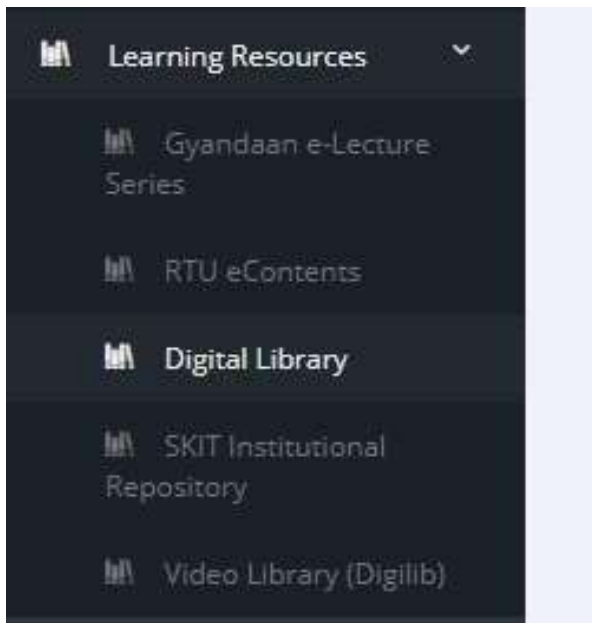 Learning Resources
Gyandaan e-Lecture
Series
RTU eContents
Digital Library
SKIT Institutional
Repository
Video Library (Digilib)